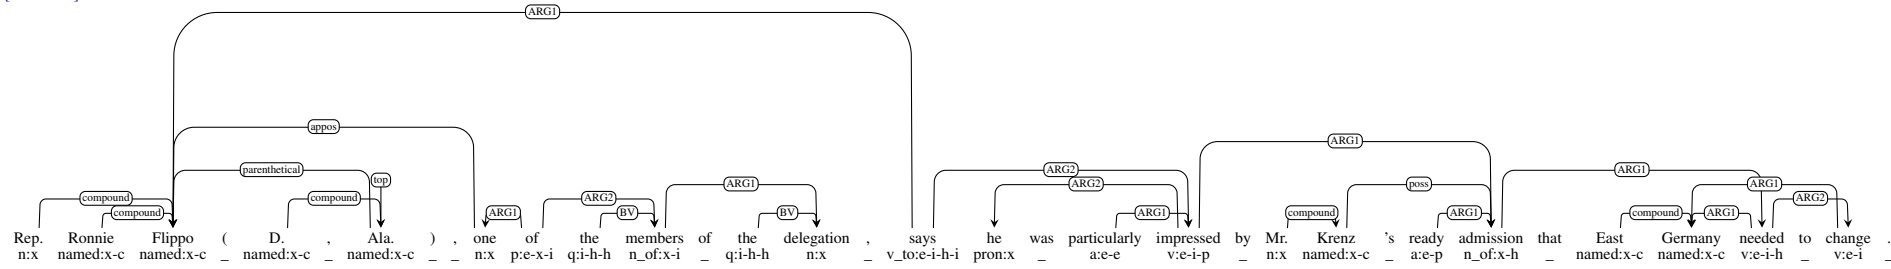 ARG1
appos
ARG1
parenthetical ARG2 ARG1
top ARG1 ARG2 poss ARG1
compound compound ARG2 ARG2
compound ARG1 BV BV ARG1 compound ARG1 compound ARG1
Rep. Ronnie Flippo ( D. , Ala. ) , one of the members of the delegation , says he was particularly impressed by Mr. Krenz 's ready admission that East Germany needed to change .
n:x named:x-c named:x-c _ named:x-c _ named:x-c _ _ n:x p:e-x-i q:i-h-h n_of:x-i _ q:i-h-h n:x _ v_to:e-i-h-i pron:x _ a:e-e v:e-i-p _ n:x named:x-c _ a:e-p n_of:x-h _ named:x-c named:x-c v:e-i-h _ v:e-i _